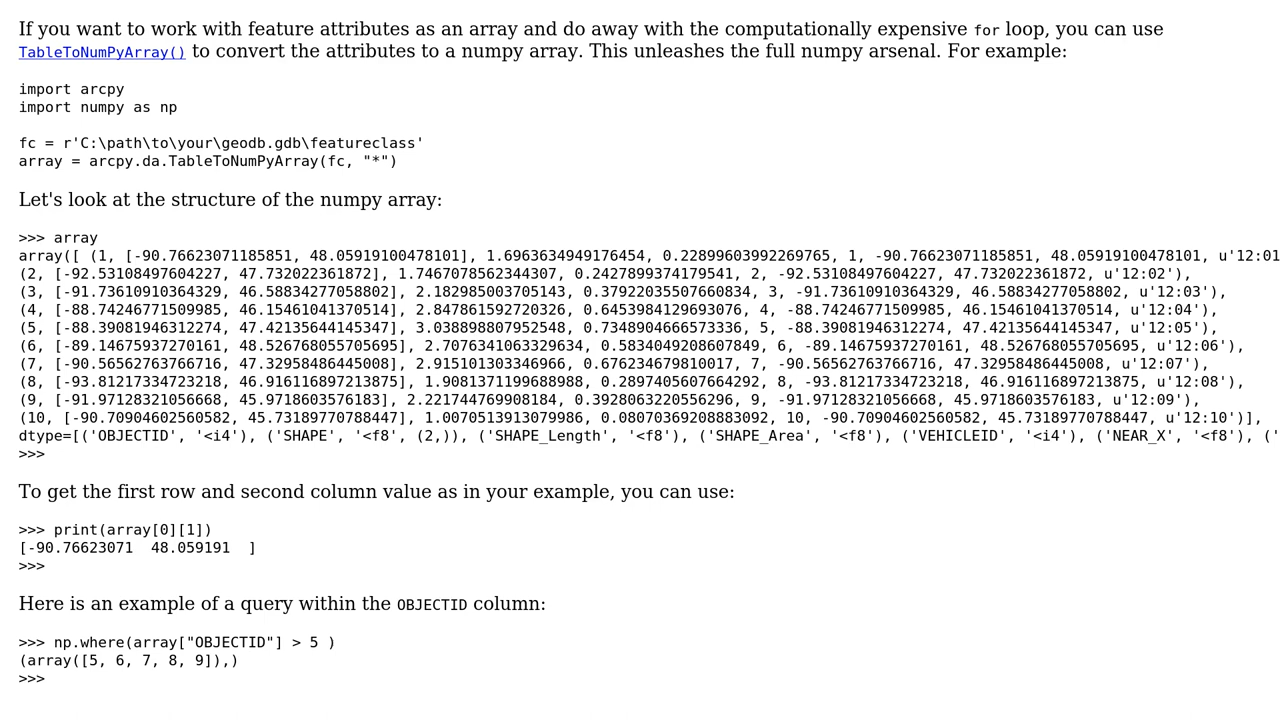 If you want to work with feature attributes as an array and do away with the computationally expensive for loop, you can use
TableToNumPyArray() to convert the attributes to a numpy array. This unleashes the full numpy arsenal. For example:
import arcpy
import numpy as np
fc = r'C:\path\to\your\geodb.gdb\featureclass'
array = arcpy.da.TableToNumPyArray(fc, "*")
Let's look at the structure of the numpy array:
>>> array
array([ (1, [-90.76623071185851, 48.05919100478101], 1.6963634949176454, 0.22899603992269765, 1, -90.76623071185851, 48.05919100478101, u'12:01
(2, [-92.53108497604227, 47.732022361872], 1.7467078562344307, 0.2427899374179541, 2, -92.53108497604227, 47.732022361872, u'12:02'),
(3, [-91.73610910364329, 46.58834277058802], 2.182985003705143, 0.37922035507660834, 3, -91.73610910364329, 46.58834277058802, u'12:03'),
(4, [-88.74246771509985, 46.15461041370514], 2.847861592720326, 0.6453984129693076, 4, -88.74246771509985, 46.15461041370514, u'12:04'),
(5, [-88.39081946312274, 47.42135644145347], 3.038898807952548, 0.7348904666573336, 5, -88.39081946312274, 47.42135644145347, u'12:05'),
(6, [-89.14675937270161, 48.526768055705695], 2.7076341063329634, 0.5834049208607849, 6, -89.14675937270161, 48.526768055705695, u'12:06'),
(7, [-90.56562763766716, 47.32958486445008], 2.9151013303346966, 0.676234679810017, 7, -90.56562763766716, 47.32958486445008, u'12:07'),
(8, [-93.81217334723218, 46.916116897213875], 1.9081371199688988, 0.2897405607664292, 8, -93.81217334723218, 46.916116897213875, u'12:08'),
(9, [-91.97128321056668, 45.9718603576183], 2.221744769908184, 0.3928063220556296, 9, -91.97128321056668, 45.9718603576183, u'12:09'),
(10, [-90.70904602560582, 45.73189770788447], 1.0070513913079986, 0.08070369208883092, 10, -90.70904602560582, 45.73189770788447, u'12:10')],
dtype=[('OBJECTID', '<i4'), ('SHAPE', '<f8', (2,)), ('SHAPE_Length', '<f8'), ('SHAPE_Area', '<f8'), ('VEHICLEID', '<i4'), ('NEAR_X', '<f8'), ('
>>>
To get the first row and second column value as in your example, you can use:
>>> print(array[0][1])
[-90.76623071  48.059191  ]
>>>
Here is an example of a query within the OBJECTID column:
>>> np.where(array["OBJECTID"] > 5 )
(array([5, 6, 7, 8, 9]),)
>>>